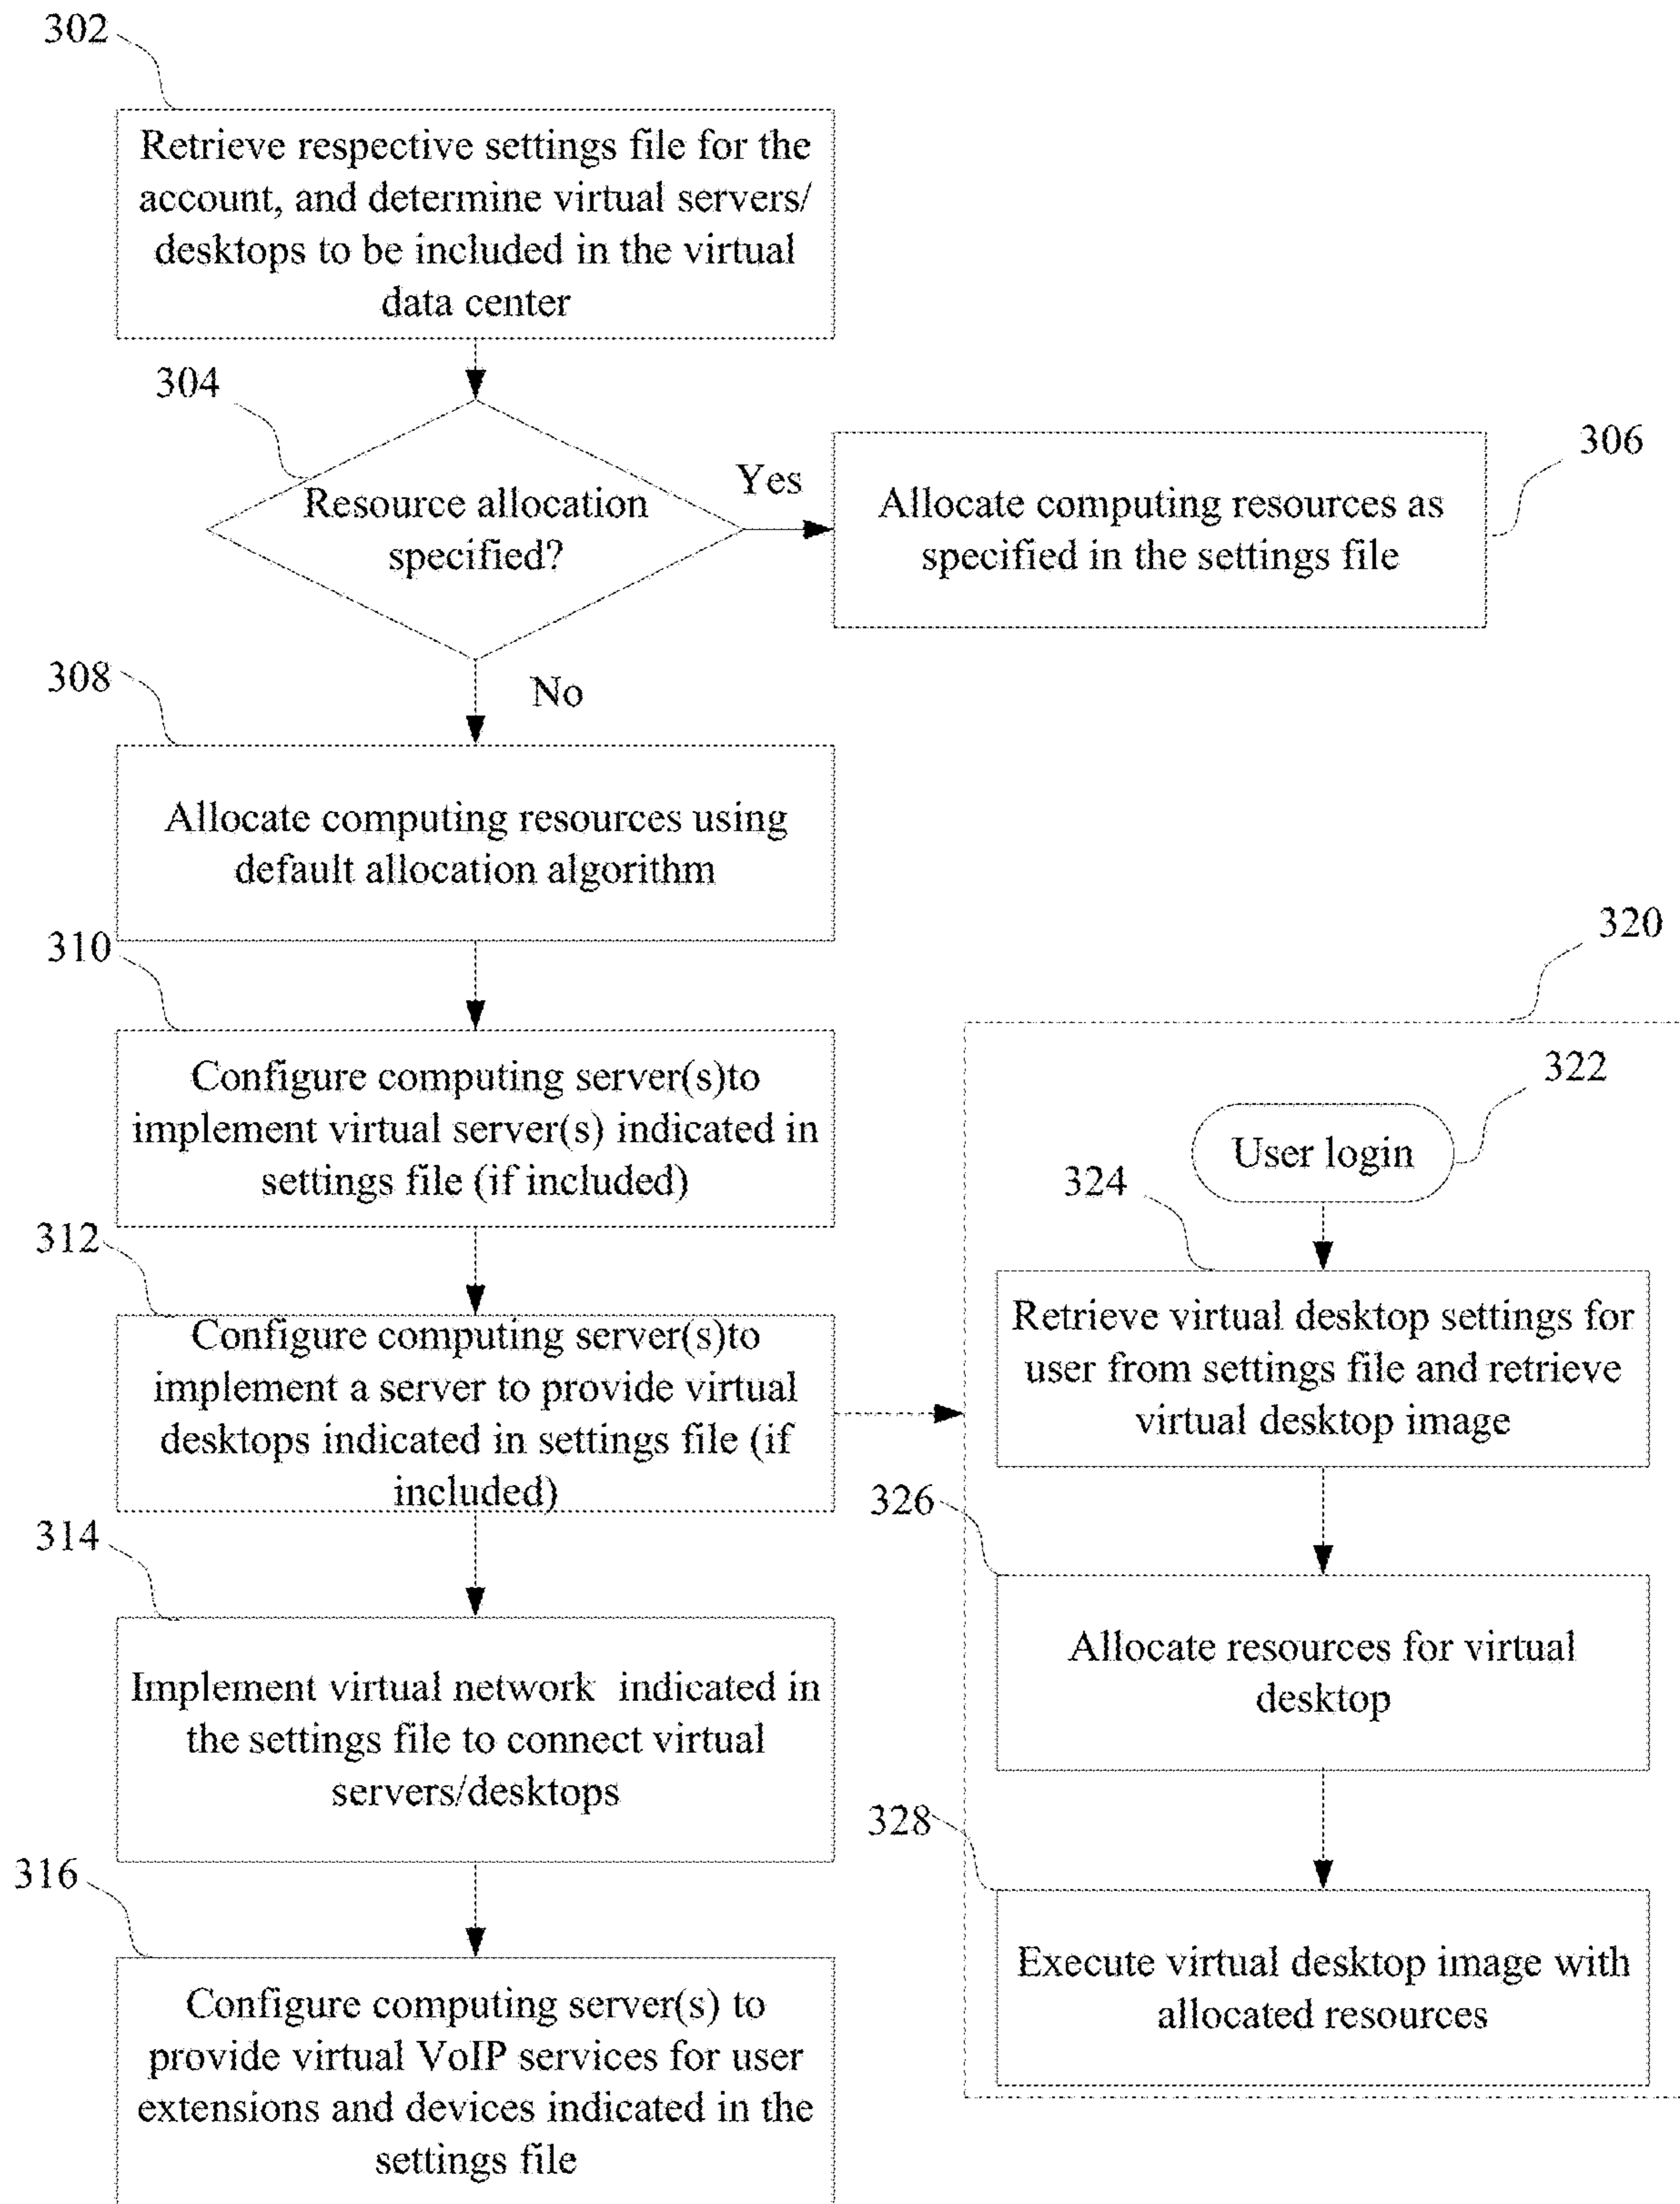 302
Retrieve respective settings file for the
account, and determine virtual servers/
desktops to be included in the virtual
data center
304
Resource allocation
specified?
Yes
306
Allocate computing resources as
specified in the settings file
No
308
Allocate computing resources using
default allocation algorithm
310
Configure computing server(s)to
implement virtual server(s) indicated in
settings file (if included)
312
Configure computing server(s)to
implement a server to provide virtual
desktops indicated in settings file (if
included)
314
Implement virtual network indicated in
the settings file to connect virtual
servers/desktops
316
Configure computing server(s) to
provide virtual VoIP services for user
extensions and devices indicated in the
settings file
320
322
User login
324
Retrieve virtual desktop settings for
user from settings file and retrieve
virtual desktop image
326
Allocate resources for virtual
desktop
328
Execute virtual desktop image with
allocated resources